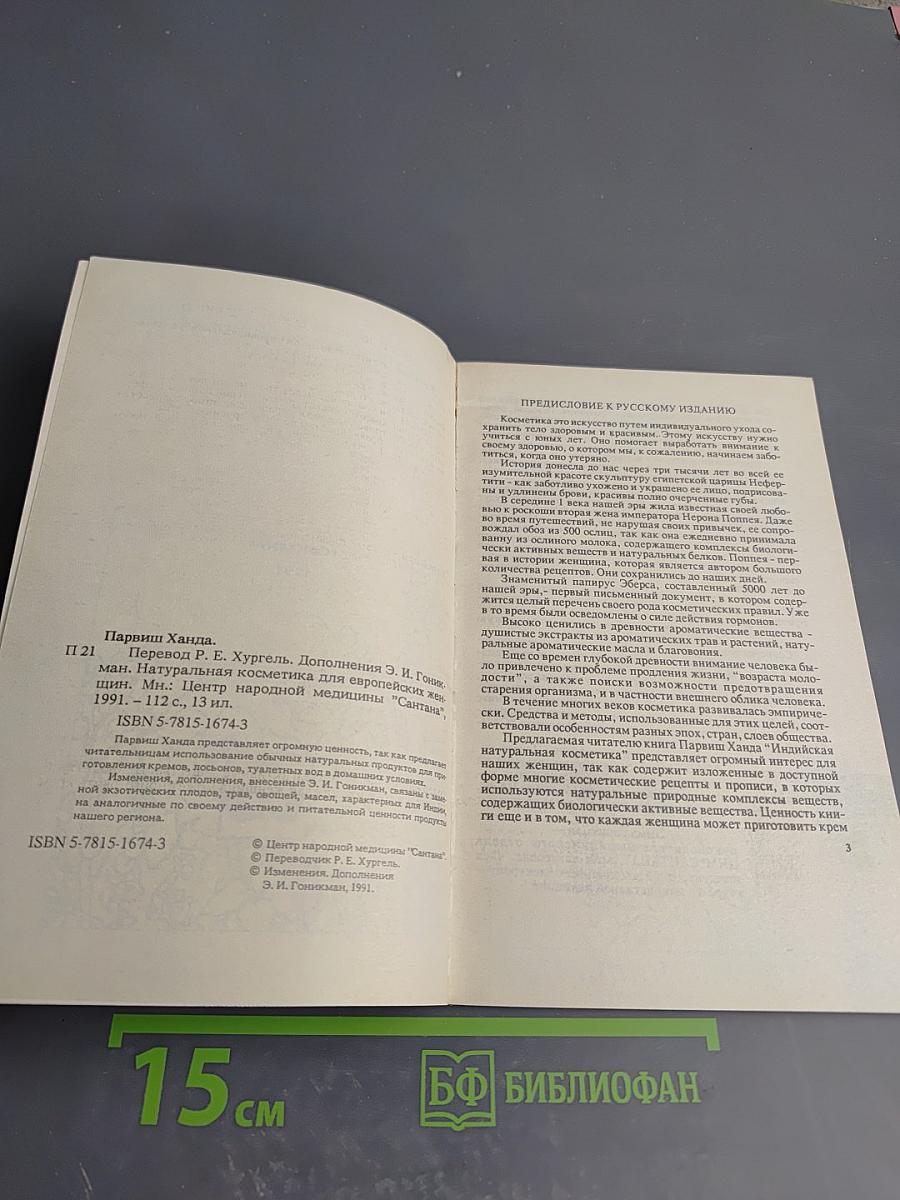 Парвиш Ханда.
П 21 Перевод Р. Е. Хургель. Дополнения Э. И. Гоник-
ман. Натуральная косметика для европейских жен-
щин. Мн.: Центр народной медицины "Сантана",
1991. – 112 с., 13 ил.
ISBN 5-7815-1674-3
Парвиш Ханда представляет огромную ценность, так как предлагает
читательницам использование обычных натуральных продуктов для при
готовления кремов, лосьонов, туалетных вод в домашних условиях.
Изменения, дополнения, внесенные Э. И. Гоникман, связаны с заме-
ной экзотических плодов, трав, овощей, масел, характерных для Индии,
на аналогичные по своему действию и питательной ценности продукты
нашего региона.
ISBN 5-7815-1674-3
© Центр народной медицины "Сантана".
© Переводчик Р. Е. Хургель.
© Изменения. Дополнения
Э. И. Гоникман, 1991.
ПРЕДИСЛОВИЕ К РУССКОМУ ИЗДАНИЮ
Косметика это искусство путем индивидуального ухода со-
хранить тело здоровым и красивым. Этому искусству нужно
учиться с юных лет. Оно помогает выработать внимание к
своему здоровью, о котором мы, к сожалению, начинаем забо-
титься, когда оно утеряно.
История донесла до нас через три тысячи лет во всей ее
изумительной красоте скульптуру египетской царицы Нефер-
тити - как заботливо ухожено и украшено ее лицо, подрисова-
ны и удлинены брови, красивы полно очерченные губы.
В середине 1 века нашей эры жила известная своей любо-
вью к роскоши вторая жена императора Нерона Поппея. Даже
во время путешествий, не нарушая своих привычек, ее сопро-
вождал обоз из 500 ослиц, так как она ежедневно принимала
ванну из ослиного молока, содержащего комплексы биологи-
чески активных веществ и натуральных белков. Поппея - пер-
вая в истории женщина, которая является автором большого
количества рецептов. Они сохранились до наших дней.
Знаменитый папирус Эберса, составленный 5000 лет до
нашей эры,- первый письменный документ, в котором содер-
жится целый перечень своего рода косметических правил. Уже
в то время были осведомлены о силе действия гормонов.
Высоко ценились в древности ароматические вещества -
душистые экстракты из ароматических трав и растений, нату-
ральные ароматические масла и благовония.
Еще со времен глубокой древности внимание человека бы-
ло привлечено к проблеме продления жизни, "возраста моло-
дости", а также поиски возможности предотвращения
старения организма, и в частности внешнего облика человека.
В течение многих веков косметика развивалась эмпириче-
ски. Средства и методы, использованные для этих целей, соот-
ветствовали особенностям разных эпох, стран, слоев общества.
Предлагаемая читателю книга Парвиш Ханда "Индийская
натуральная косметика" представляет огромный интерес для
наших женщин, так как содержит изложенные в доступной
форме многие косметические рецепты и прописи, в которых
используются натуральные природные комплексы веществ,
содержащих биологически активные вещества. Ценность кни-
ги еще и в том, что каждая женщина может приготовить крем
3
15 см
БФ БИБЛИОФАН